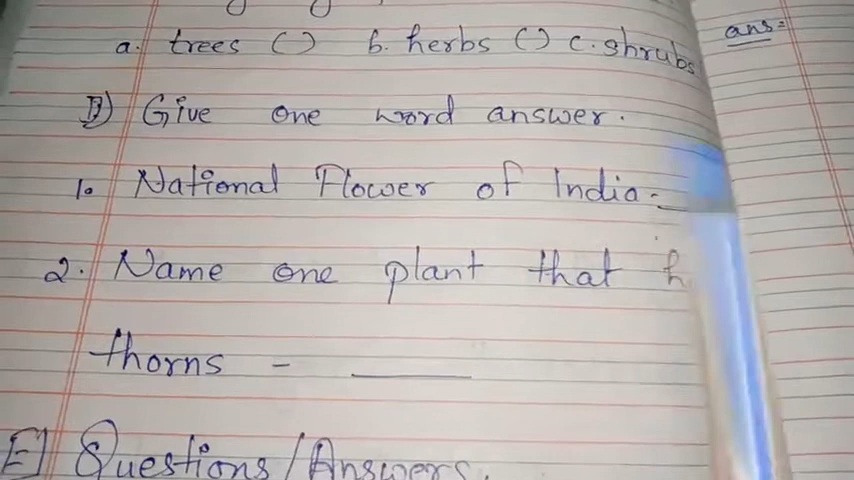 a. trees ( ) b. herbs ( ) c. shrubs
ans:
D) Give one word answer.
1. National Flower of India-
2. Name one plant that
thorns - ______
E] Questions/Answers.